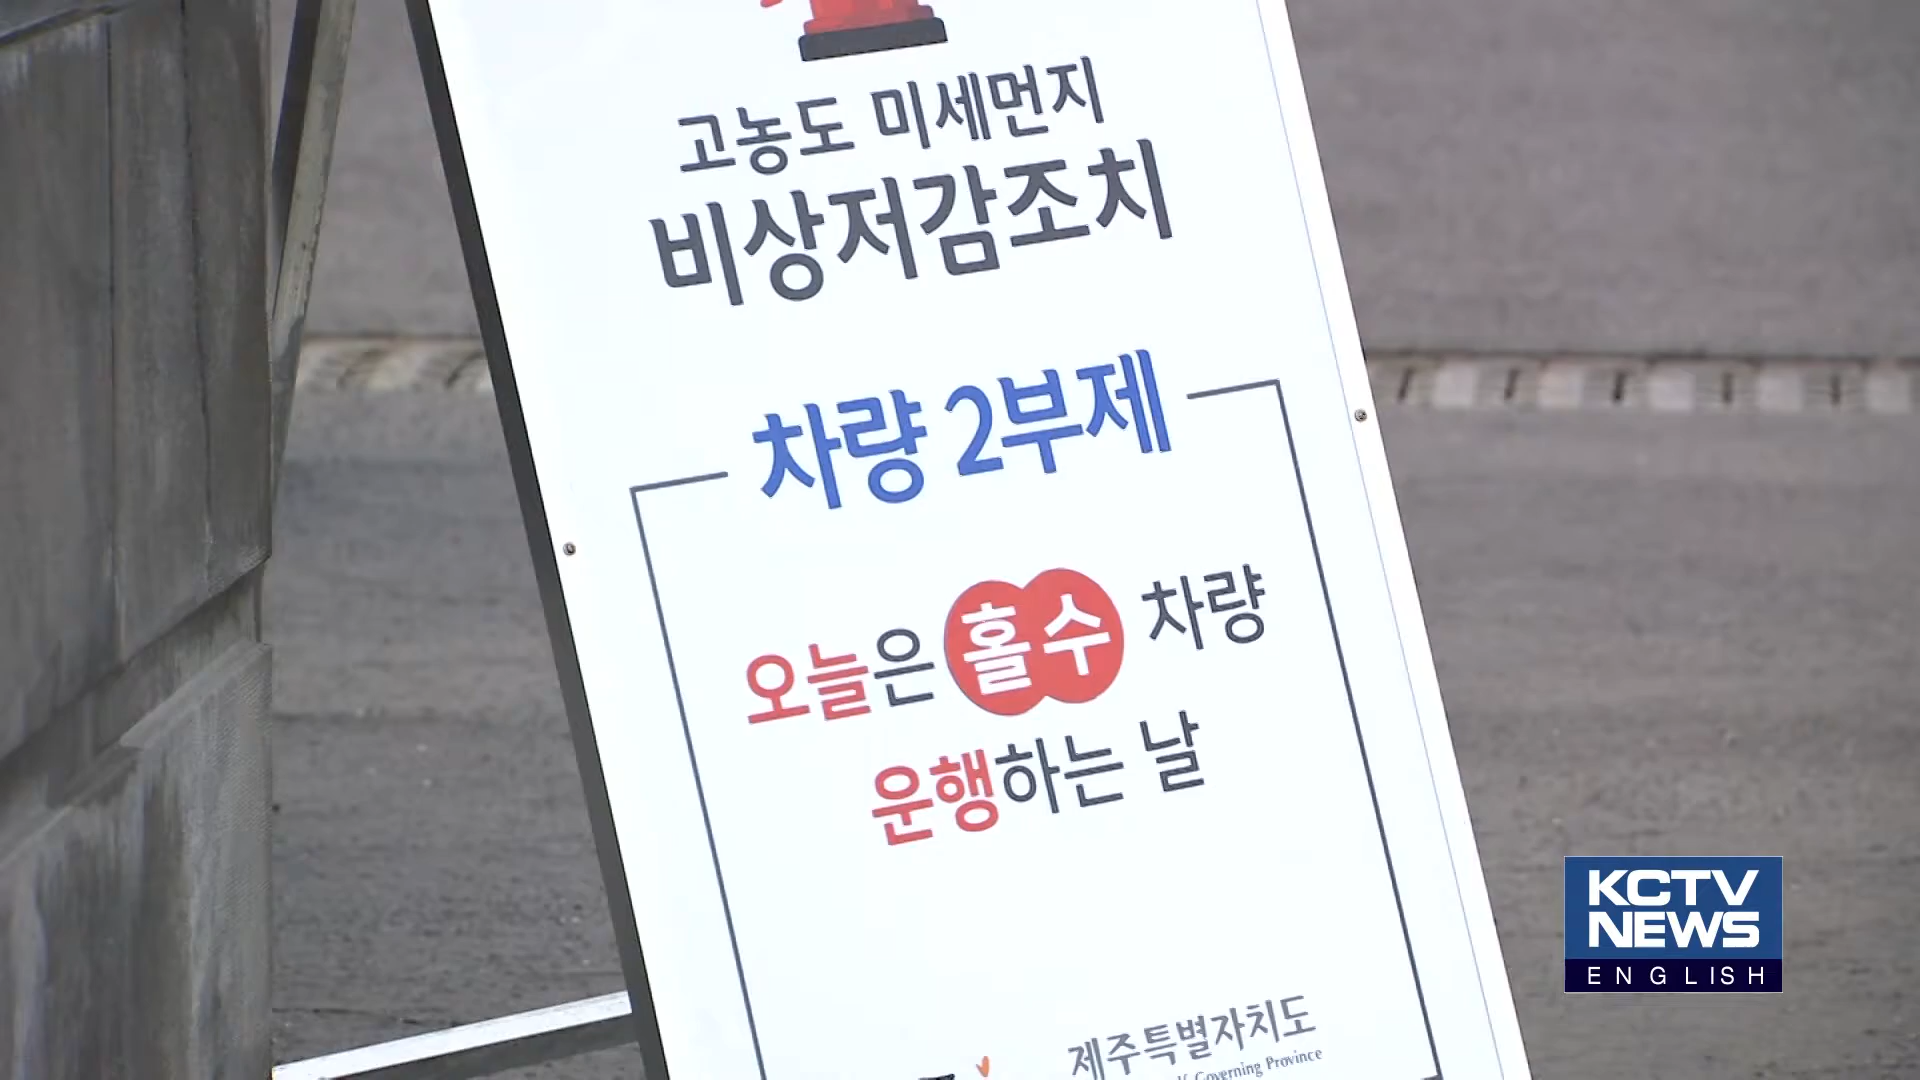 고농도 미세먼지
비상저감조치
차량 2부제
오늘은 홀수 차량
운행하는 날
제주특별자치도
Governing Province
KCTV
NEWS
ENGLISH